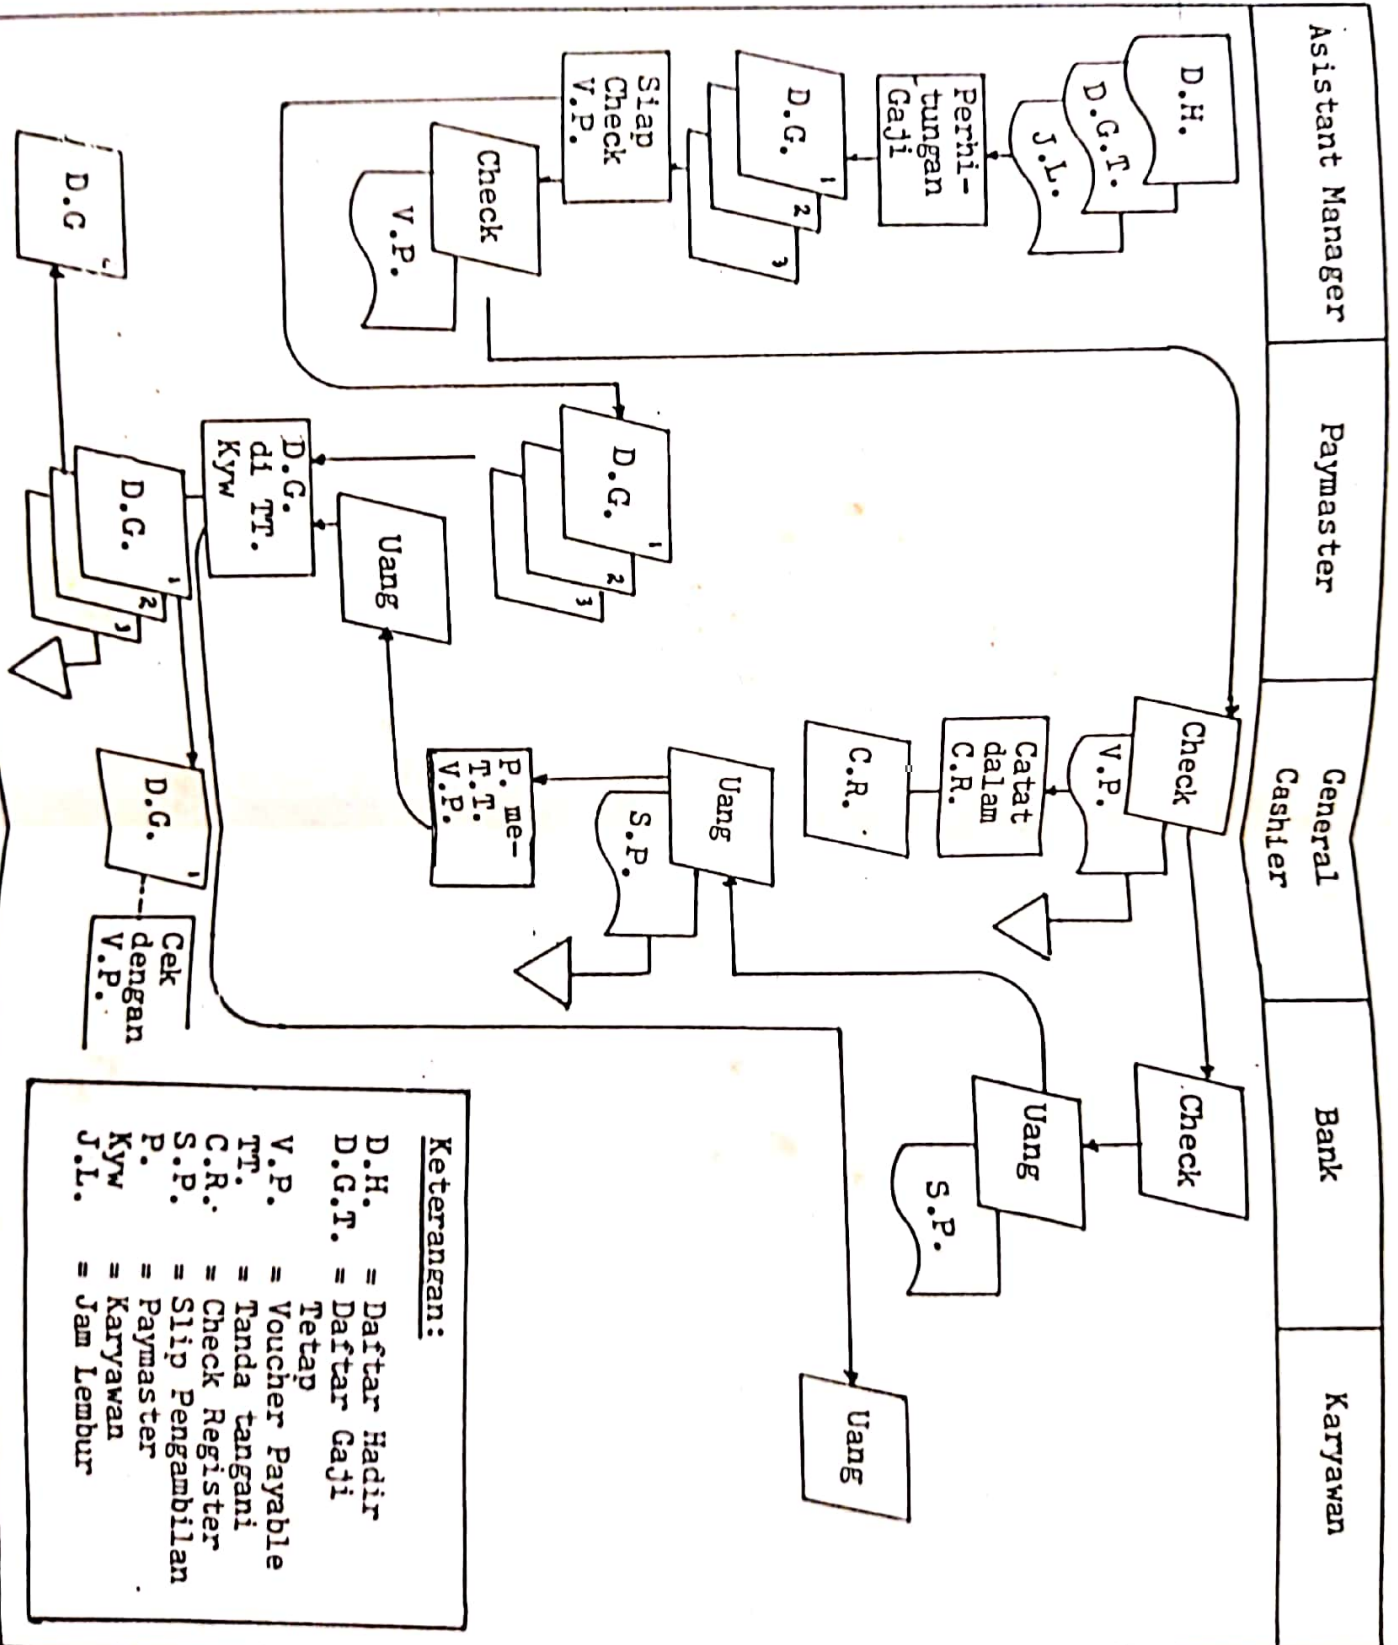 Asistant Manager
Paymaster
General
Cashier
Bank
Karyawan
D.H.
D.G.T.
J.L.
Perhi-
tungan
Gaji
D.G.
1
2
3
Siap
Check
V.P.
Check
V.P.
D.G
D.G.
1
2
3
Uang
D.G.
di TT.
Kyw
D.G.
1
2
3
Check
V.P.
Catat
dalam
C.R.
C.R.
Uang
S.P.
P. me-
T.T.
V.P.
D.G.
1
Cek
dengan
V.P.
Check
Uang
S.P.
Uang
Keterangan:
D.H. = Daftar Hadir
D.G.T. = Daftar Gaji
Tetap
V.P. = Voucher Payable
TT. = Tanda tangani
C.R. = Check Register
S.P. = Slip Pengambilan
P. = Paymaster
Kyw = Karyawan
J.L. = Jam Lembur